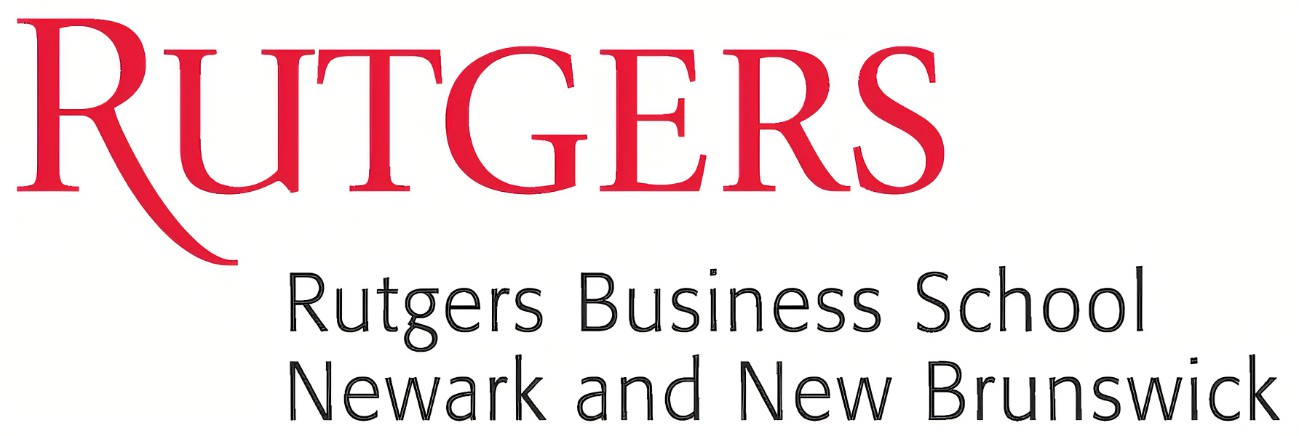 RUTGERS
Rutgers Business School
Newark and New Brunswick